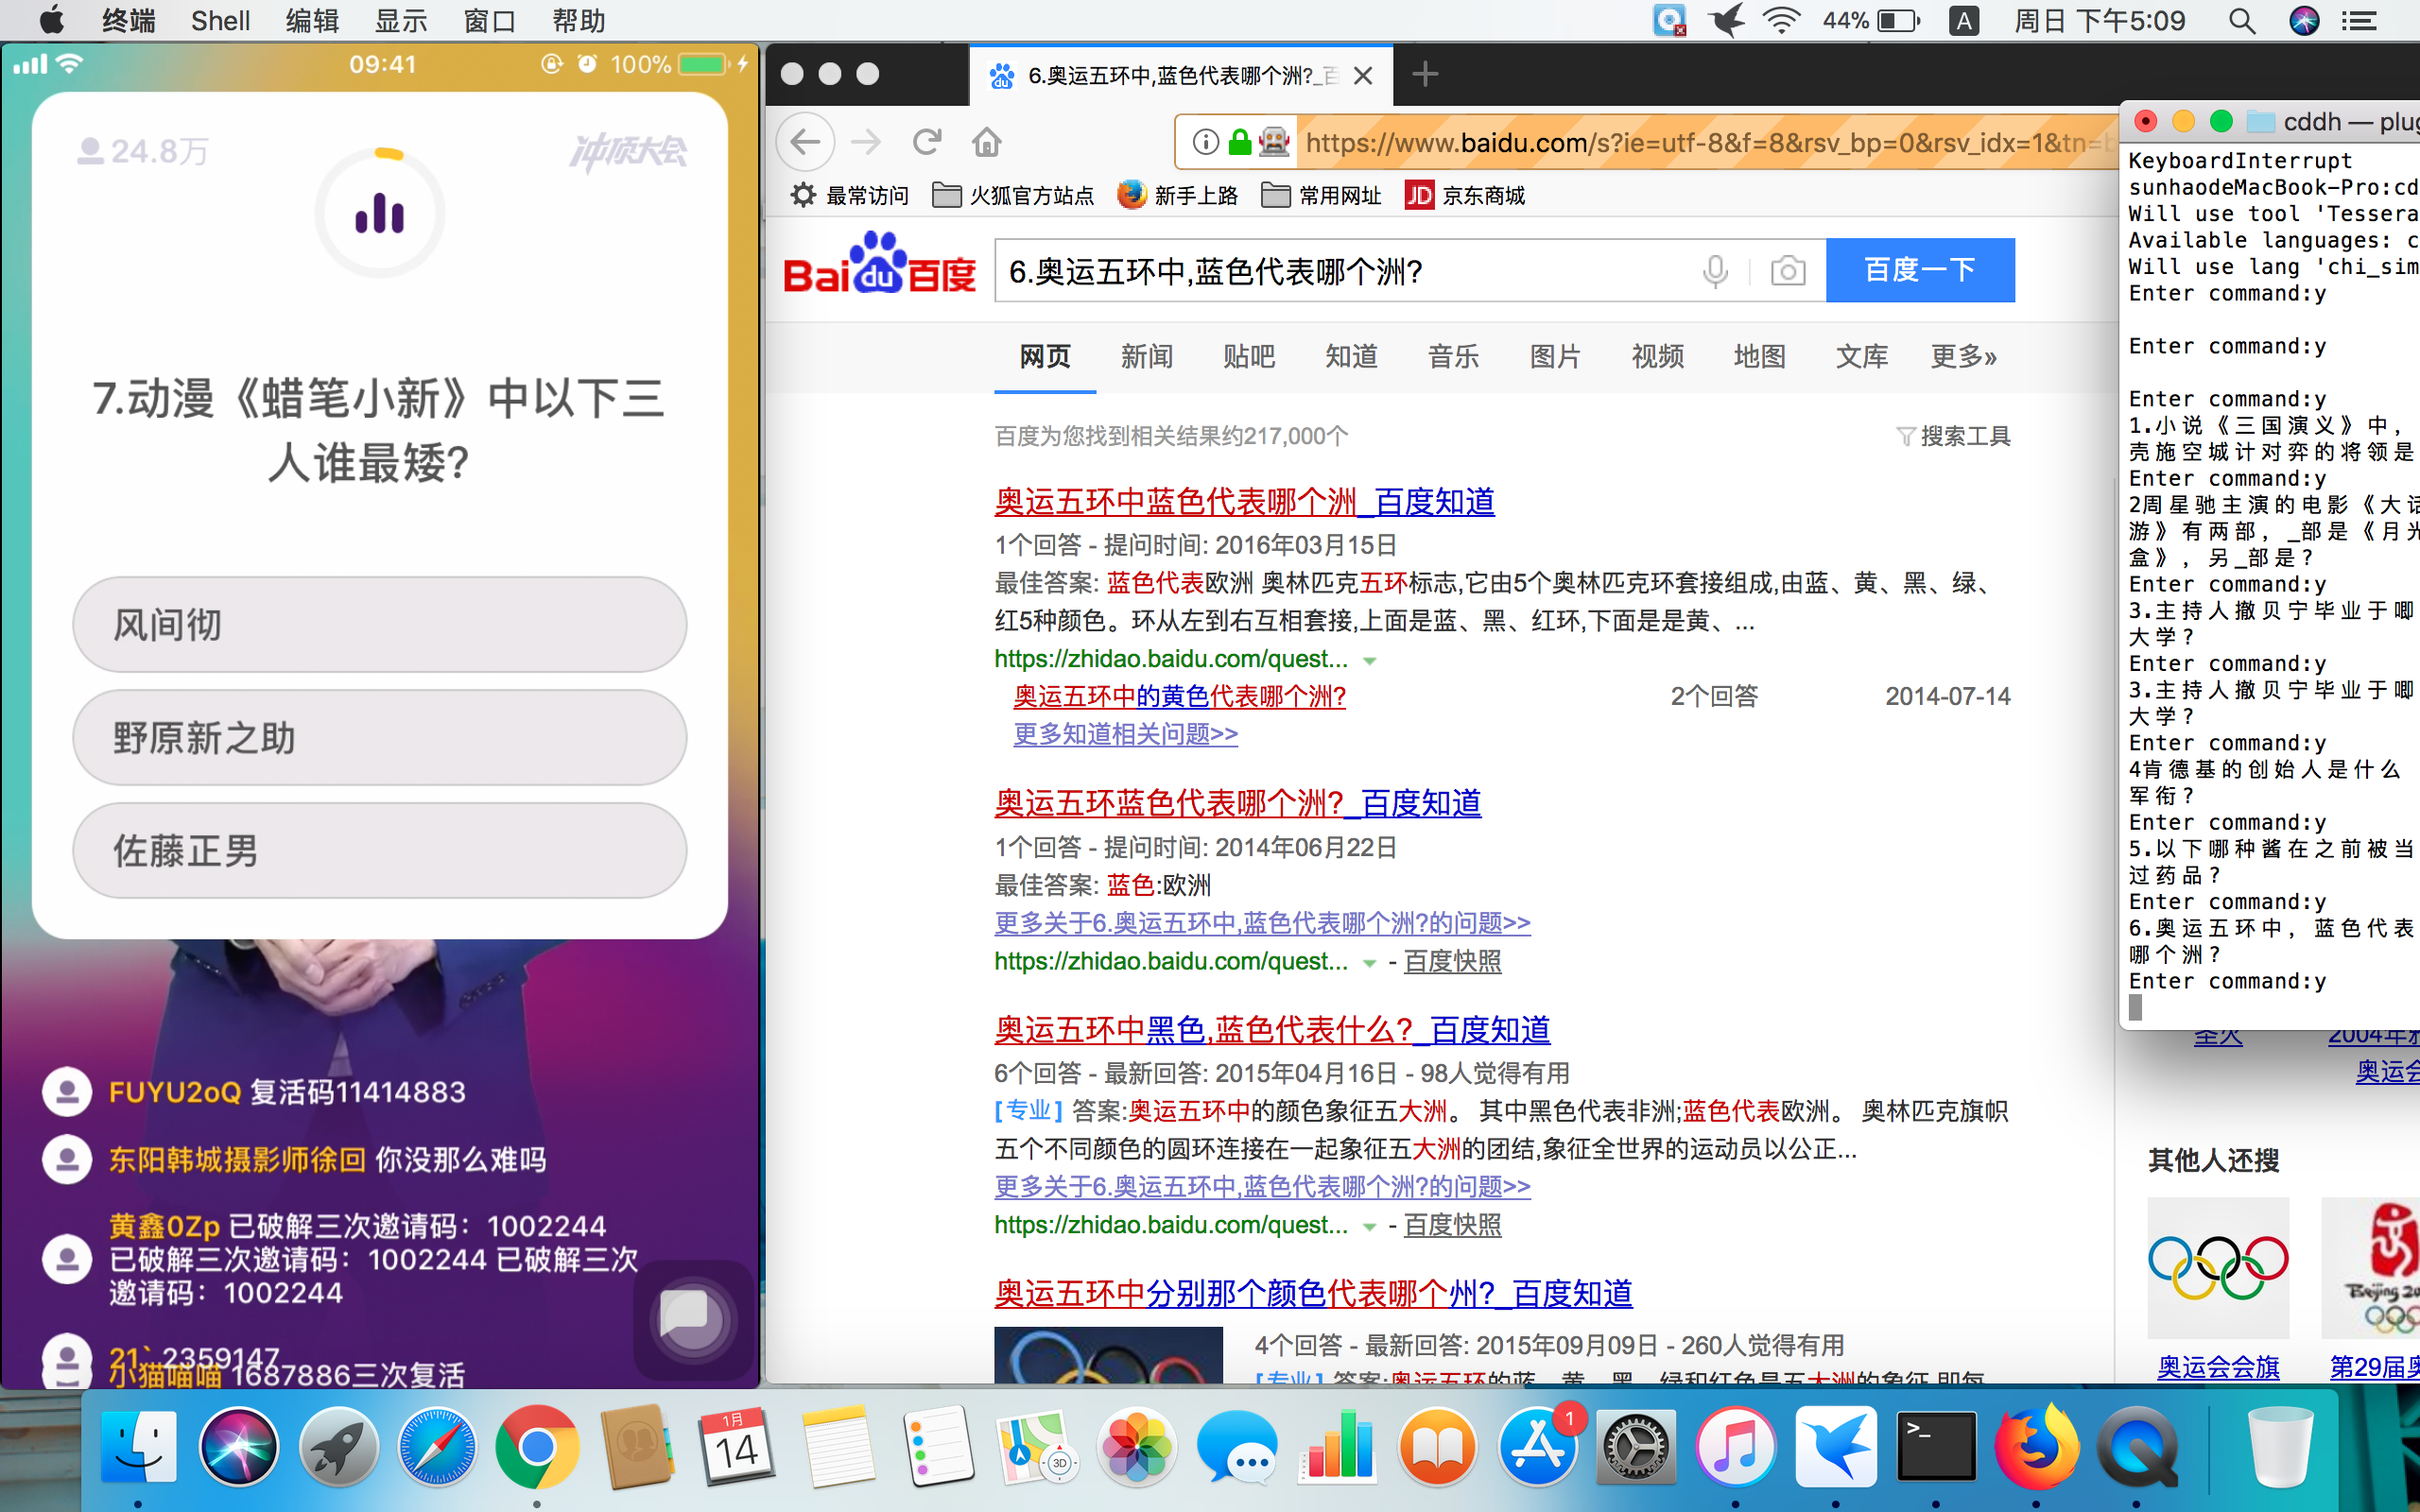 终端 Shell 编辑 显示 窗口 帮助
44% A 周日 下午5:09
09:41 100%
24.8万
冲顶大会
7.动漫《蜡笔小新》中以下三
人谁最矮?
风间彻
野原新之助
佐藤正男
FUYU2oQ 复活码11414883
东阳韩城摄影师徐回 你没那么难吗
黄鑫0Zp 已破解三次邀请码：1002244
已破解三次邀请码：1002244 已破解三次
邀请码：1002244
21` 2359147
小猫喵喵 1687886三次复活
6.奥运五环中,蓝色代表哪个洲?_百
https://www.baidu.com/s?ie=utf-8&f=8&rsv_bp=0&rsv_idx=1&tn=b
最常访问 火狐官方站点 新手上路 常用网址 JD 京东商城
Bai du 百度
6.奥运五环中,蓝色代表哪个洲?
百度一下
网页 新闻 贴吧 知道 音乐 图片 视频 地图 文库 更多»
百度为您找到相关结果约217,000个
搜索工具
奥运五环中蓝色代表哪个洲_百度知道
1个回答 - 提问时间: 2016年03月15日
最佳答案: 蓝色代表欧洲 奥林匹克五环标志,它由5个奥林匹克环套接组成,由蓝、黄、黑、绿、
红5种颜色。环从左到右互相套接,上面是蓝、黑、红环,下面是是黄、...
https://zhidao.baidu.com/quest...
奥运五环中的黄色代表哪个洲? 2个回答 2014-07-14
更多知道相关问题>>
奥运五环蓝色代表哪个洲?_百度知道
1个回答 - 提问时间: 2014年06月22日
最佳答案: 蓝色:欧洲
更多关于6.奥运五环中,蓝色代表哪个洲?的问题>>
https://zhidao.baidu.com/quest... - 百度快照
奥运五环中黑色,蓝色代表什么?_百度知道
6个回答 - 最新回答: 2015年04月16日 - 98人觉得有用
[专业] 答案:奥运五环中的颜色象征五大洲。 其中黑色代表非洲;蓝色代表欧洲。 奥林匹克旗帜
五个不同颜色的圆环连接在一起象征五大洲的团结,象征全世界的运动员以公正...
更多关于6.奥运五环中,蓝色代表哪个洲?的问题>>
https://zhidao.baidu.com/quest... - 百度快照
奥运五环中分别那个颜色代表哪个州?_百度知道
4个回答 - 最新回答: 2015年09月09日 - 260人觉得有用
[专业] 答案:奥运五环的蓝、黄、黑、绿和红色是五大洲的象征,即每
cddh — plug
KeyboardInterrupt
sunhaodeMacBook-Pro:cd
Will use tool 'Tessera
Available languages: c
Will use lang 'chi_sim
Enter command:y
Enter command:y
Enter command:y
1.小说《三国演义》中，
亮施空城计对弈的将领是
Enter command:y
2周星驰主演的电影《大话
游》有两部，_部是《月光
盒》，另_部是?
Enter command:y
3.主持人撤贝宁毕业于唧
大学?
Enter command:y
3.主持人撤贝宁毕业于唧
大学?
Enter command:y
4肯德基的创始人是什么
军衔?
Enter command:y
5.以下哪种酱在之前被当
过药品?
Enter command:y
6.奥运五环中，蓝色代表
哪个洲?
Enter command:y
圣火 2004年
奥运会
其他人还搜
Beijing 20
奥运会会旗 第29届奥
1月
14
3D
1